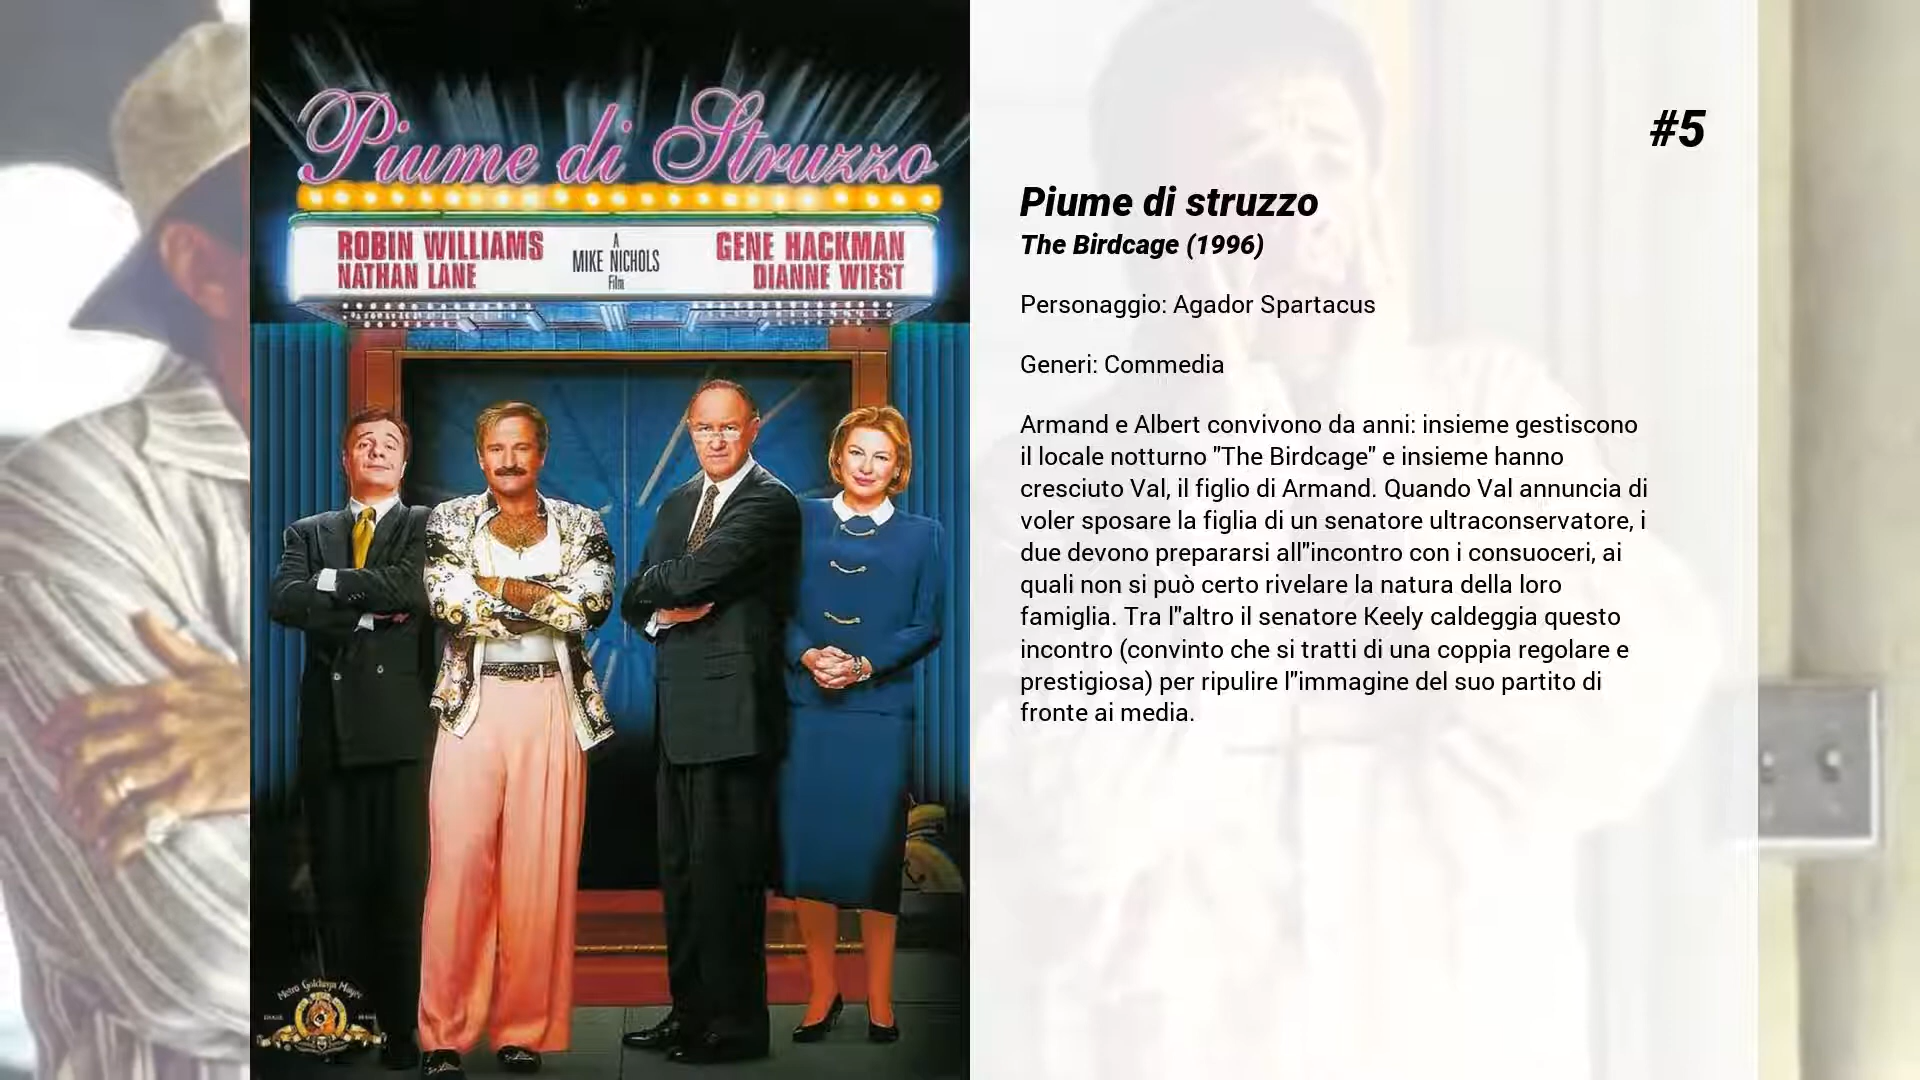 Piume di Struzzo
ROBIN WILLIAMS
NATHAN LANE
A
MIKE NICHOLS
Film
GENE HACKMAN
DIANNE WIEST
Metro Goldwyn Mayer
#5
Piume di struzzo
The Birdcage (1996)
Personaggio: Agador Spartacus
Generi: Commedia
Armand e Albert convivono da anni: insieme gestiscono
il locale notturno "The Birdcage" e insieme hanno
cresciuto Val, il figlio di Armand. Quando Val annuncia di
voler sposare la figlia di un senatore ultraconservatore, i
due devono prepararsi all"incontro con i consuoceri, ai
quali non si può certo rivelare la natura della loro
famiglia. Tra l"altro il senatore Keely caldeggia questo
incontro (convinto che si tratti di una coppia regolare e
prestigiosa) per ripulire l"immagine del suo partito di
fronte ai media.